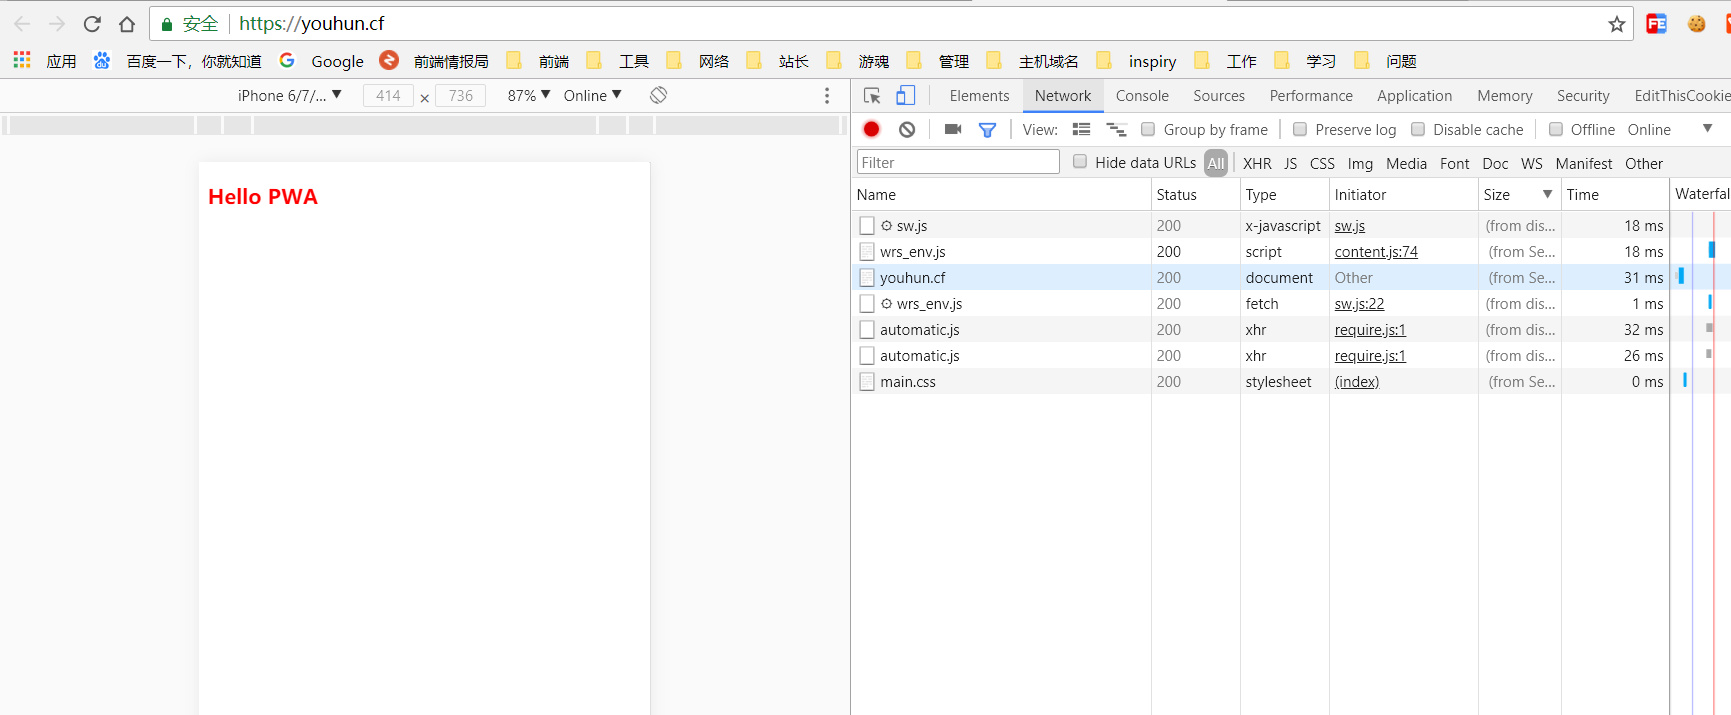 安全 https://youhun.cf
应用 百度一下，你就知道 Google 前端情报局 前端 工具 网络 站长 游魂 管理 主机域名 inspiry 工作 学习 问题
iPhone 6/7/... 414 × 736 87% Online
Elements Network Console Sources Performance Application Memory Security EditThisCookie
View: Group by frame Preserve log Disable cache Offline Online
Filter Hide data URLs All XHR JS CSS Img Media Font Doc WS Manifest Other
Name Status Type Initiator Size Time Waterfal
sw.js 200 x-javascript sw.js (from dis... 18 ms
wrs_env.js 200 script content.js:74 (from Se... 18 ms
youhun.cf 200 document Other (from Se... 31 ms
wrs_env.js 200 fetch sw.js:22 (from dis... 1 ms
automatic.js 200 xhr require.js:1 (from dis... 32 ms
automatic.js 200 xhr require.js:1 (from dis... 26 ms
main.css 200 stylesheet (index) (from Se... 0 ms
Hello PWA